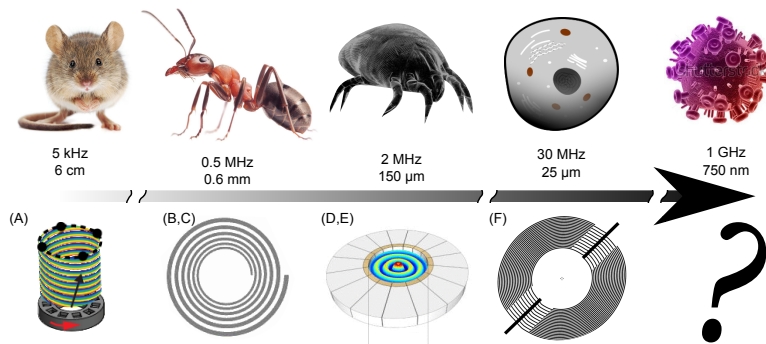 5 kHz
6 cm
0.5 MHz
0.6 mm
2 MHz
150 µm
30 MHz
25 µm
1 GHz
750 nm
(A)
(B,C)
(D,E)
(F)
?